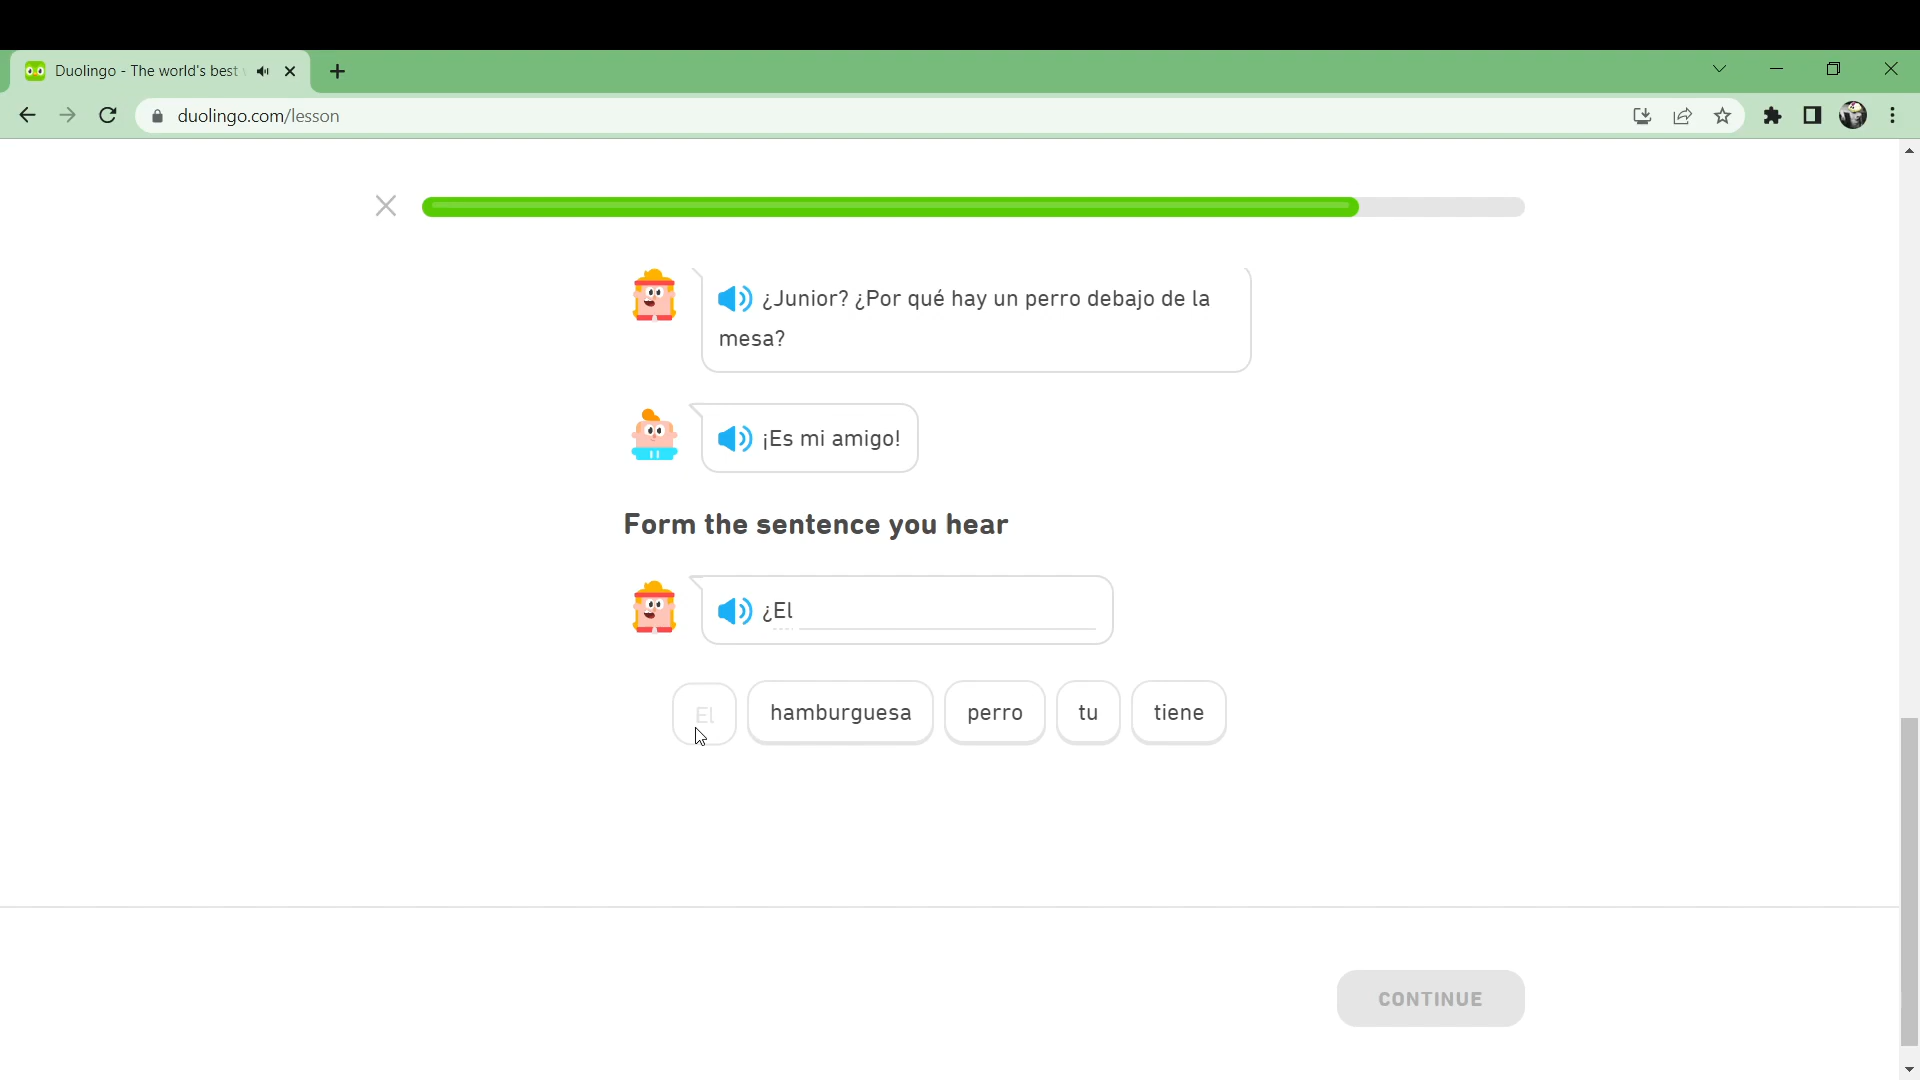 Duolingo - The world's best
duolingo.com/lesson
¿Junior? ¿Por qué hay un perro debajo de la
mesa?
¡Es mi amigo!
Form the sentence you hear
¿El
El hamburguesa perro tu tiene
CONTINUE